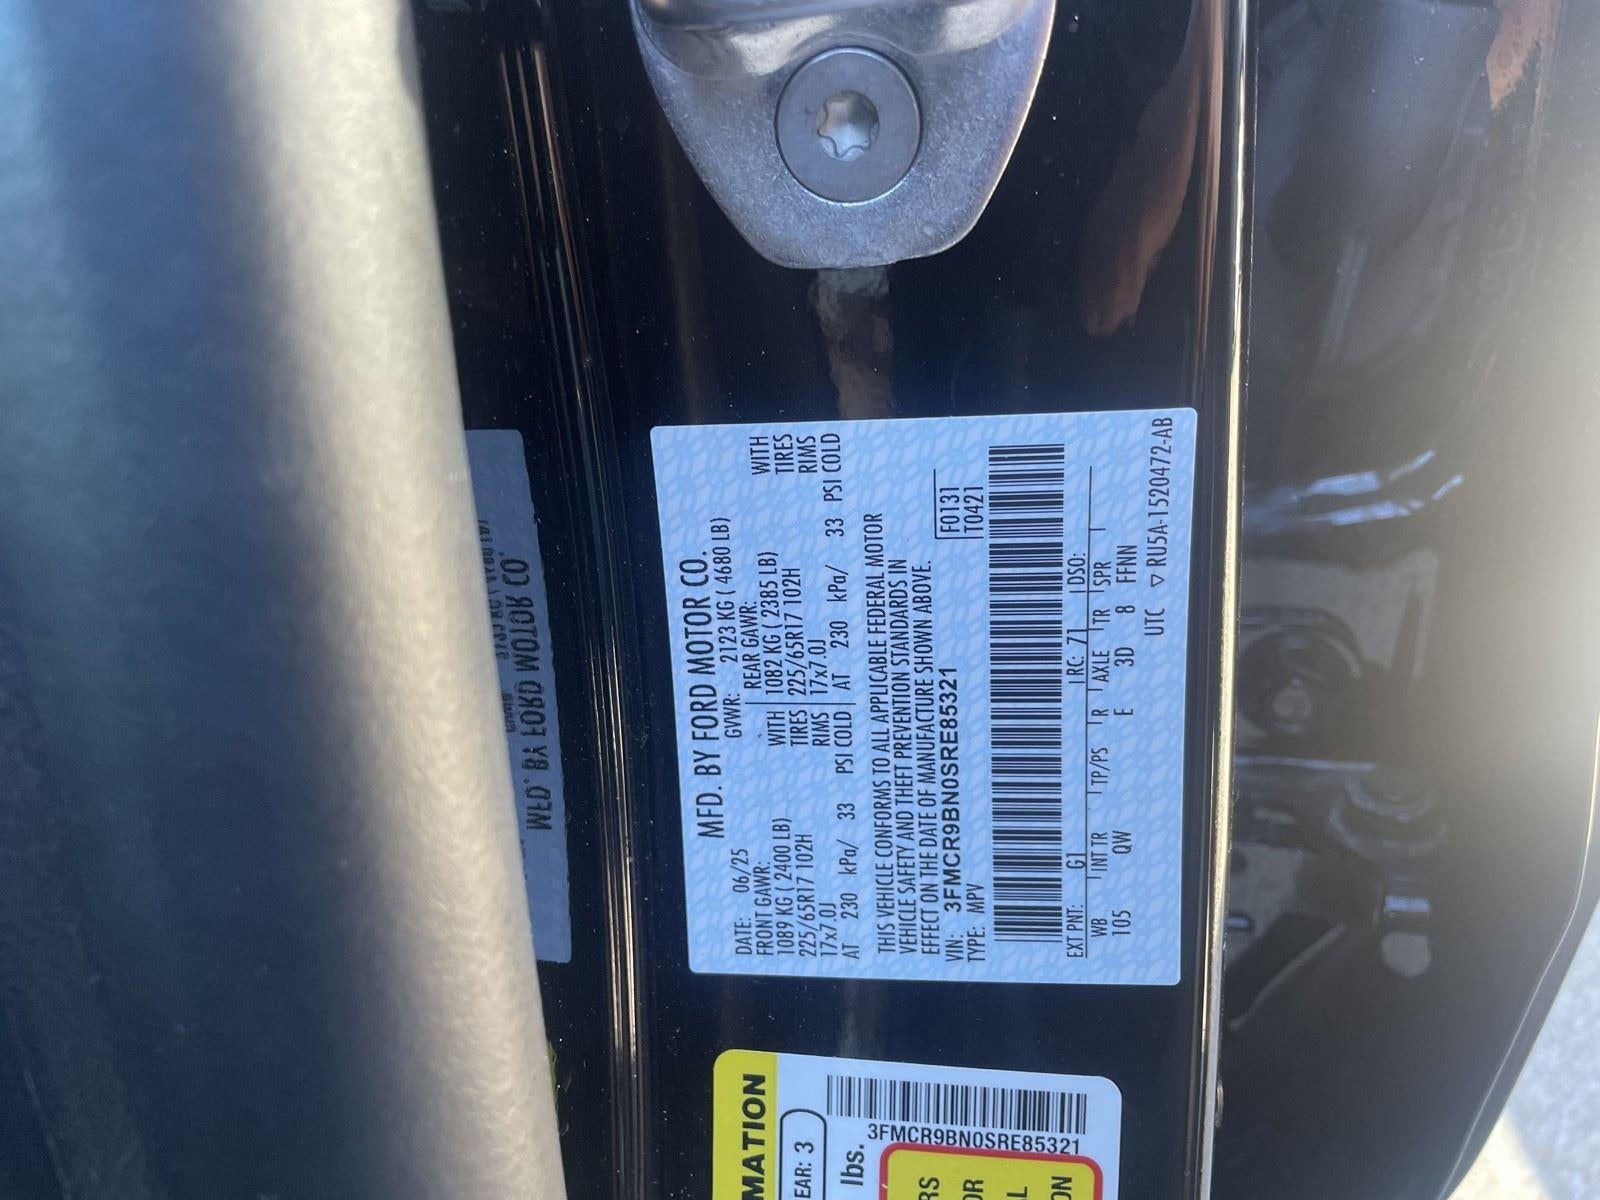 MFD. BY FORD MOTOR CO.
DATE: 06/25 GVWR: 2123 KG ( 4680 LB)
FRONT GAWR: REAR GAWR:
1089 KG ( 2400 LB) WITH 1082 KG ( 2385 LB) WITH
225/65R17 102H TIRES 225/65R17 102H TIRES
17x7.0J RIMS 17x7.0J RIMS
AT 230 kPa/ 33 PSI COLD AT 230 kPa/ 33 PSI COLD
THIS VEHICLE CONFORMS TO ALL APPLICABLE FEDERAL MOTOR
VEHICLE SAFETY AND THEFT PREVENTION STANDARDS IN
EFFECT ON THE DATE OF MANUFACTURE SHOWN ABOVE.
VIN: 3FMCR9BN0SRE85321 F0131
TYPE: MPV T0421
EXT PNT: G1 RC: 71 DSO:
WB INT TR TP/PS R AXLE TR SPR
105 QW E 3D 8 FFNN
UTC ▽ RU5A-1520472-AB
MATION
EAR: 3
3FMCR9BN0SRE85321
lbs.
RS
OR
L
ON
MFD. BY FORD MOTOR CO.